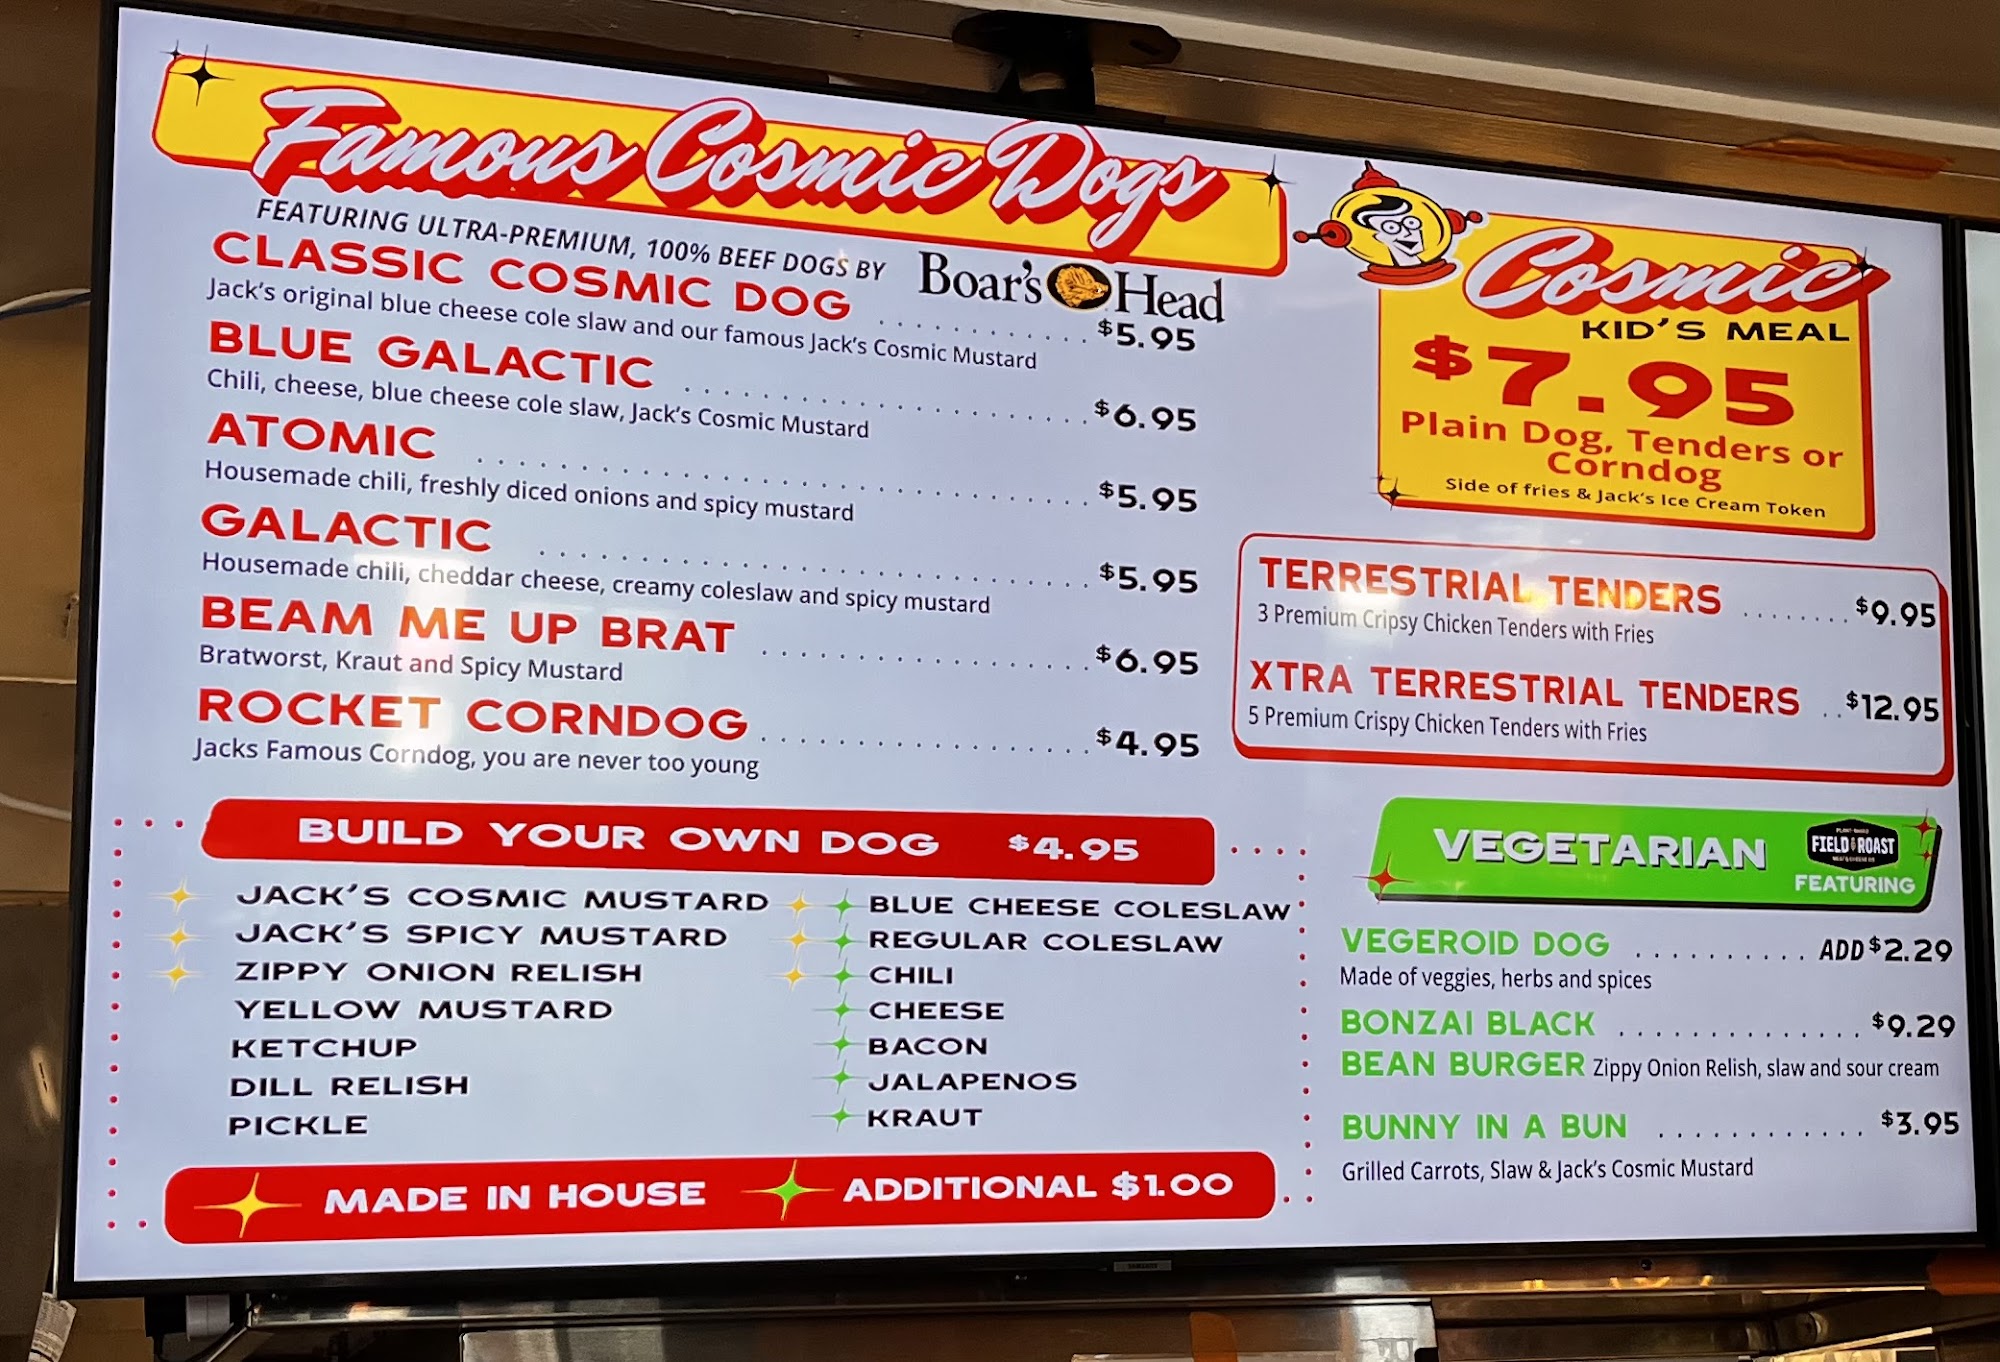 Famous Cosmic Dogs
FEATURING ULTRA-PREMIUM, 100% BEEF DOGS BY Boar's Head
CLASSIC COSMIC DOG . . . . . . . . . . . $5.95
Jack's original blue cheese cole slaw and our famous Jack's Cosmic Mustard
BLUE GALACTIC . . . . . . . . . . . . . . . . . . . . $6.95
Chili, cheese, blue cheese cole slaw, Jack's Cosmic Mustard
ATOMIC . . . . . . . . . . . . . . . . . . . . . . . . . . . . . $5.95
Housemade chili, freshly diced onions and spicy mustard
GALACTIC . . . . . . . . . . . . . . . . . . . . . . . . . . $5.95
Housemade chili, cheddar cheese, creamy coleslaw and spicy mustard
BEAM ME UP BRAT . . . . . . . . . . . . . . . . . $6.95
Bratworst, Kraut and Spicy Mustard
ROCKET CORNDOG . . . . . . . . . . . . . . . . . $4.95
Jacks Famous Corndog, you are never too young
BUILD YOUR OWN DOG $4.95
JACK'S COSMIC MUSTARD
JACK'S SPICY MUSTARD
ZIPPY ONION RELISH
YELLOW MUSTARD
KETCHUP
DILL RELISH
PICKLE
BLUE CHEESE COLESLAW
REGULAR COLESLAW
CHILI
CHEESE
BACON
JALAPENOS
KRAUT
MADE IN HOUSE ADDITIONAL $1.00
Cosmic
KID'S MEAL
$7.95
Plain Dog, Tenders or
Corndog
Side of fries & Jack's Ice Cream Token
TERRESTRIAL TENDERS . . . . . . . . $9.95
3 Premium Cripsy Chicken Tenders with Fries
XTRA TERRESTRIAL TENDERS . . $12.95
5 Premium Crispy Chicken Tenders with Fries
VEGETARIAN
FIELD ROAST
FEATURING
VEGEROID DOG . . . . . . . . . . ADD $2.29
Made of veggies, herbs and spices
BONZAI BLACK . . . . . . . . . . . . . . $9.29
BEAN BURGER Zippy Onion Relish, slaw and sour cream
BUNNY IN A BUN . . . . . . . . . . . . $3.95
Grilled Carrots, Slaw & Jack's Cosmic Mustard